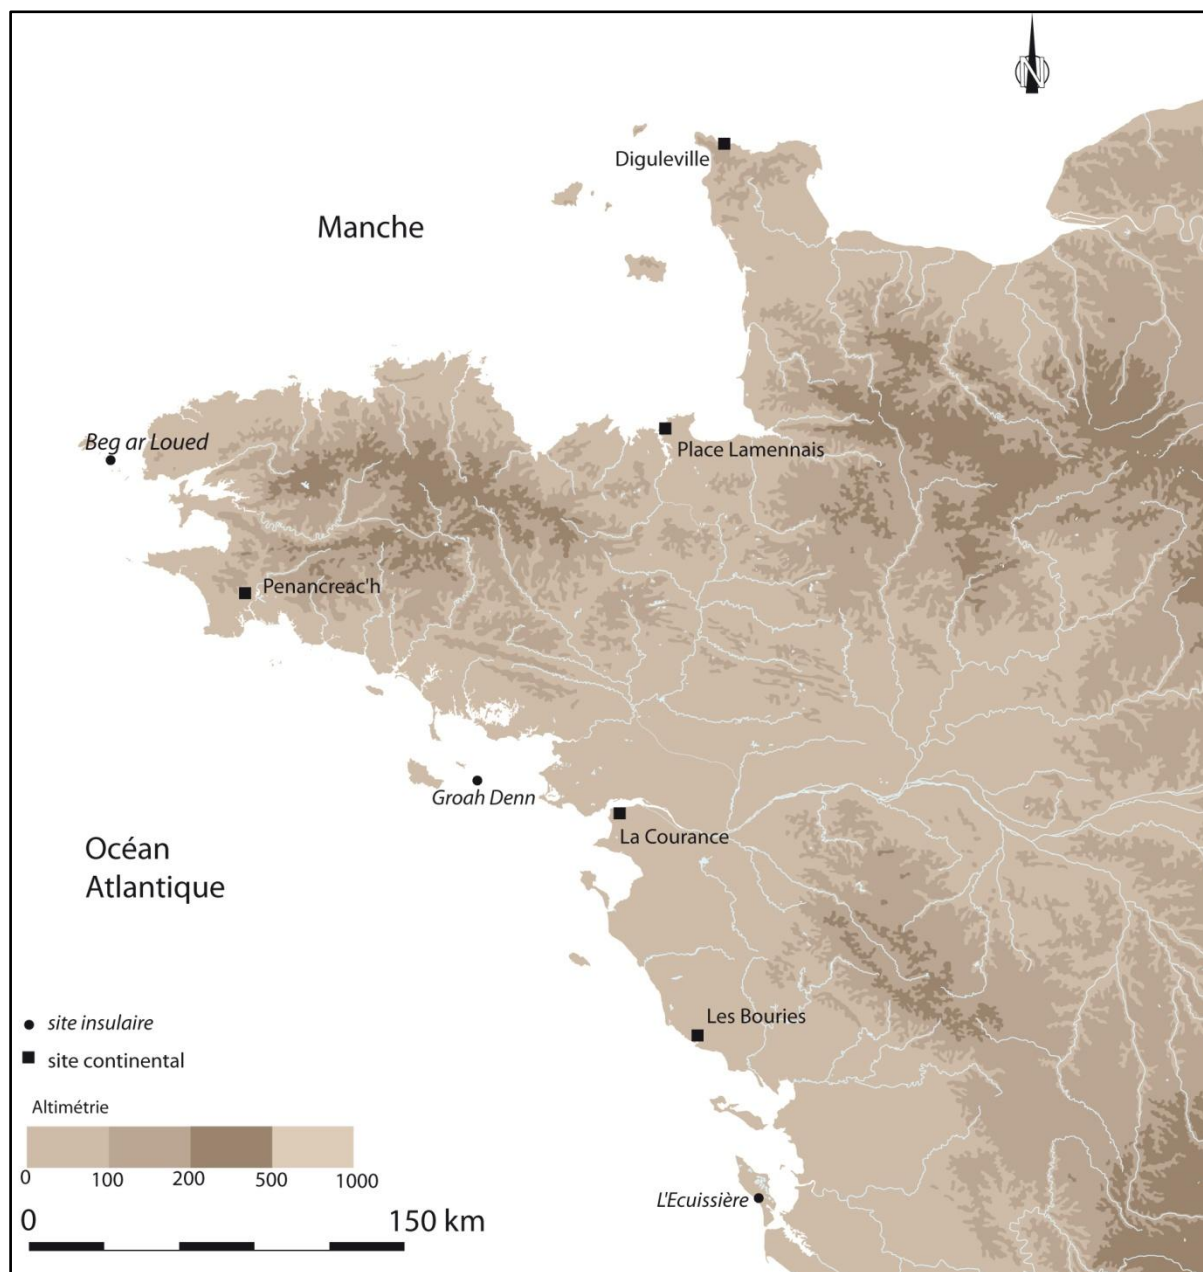 N
Diguleville
Manche
Beg ar Loued
Place Lamennais
Penancreac'h
Groah Denn
La Courance
Océan
Atlantique
Les Bouries
site insulaire
site continental
Altimétrie
0 100 200 500 1000
L'Ecuissière
0 150 km